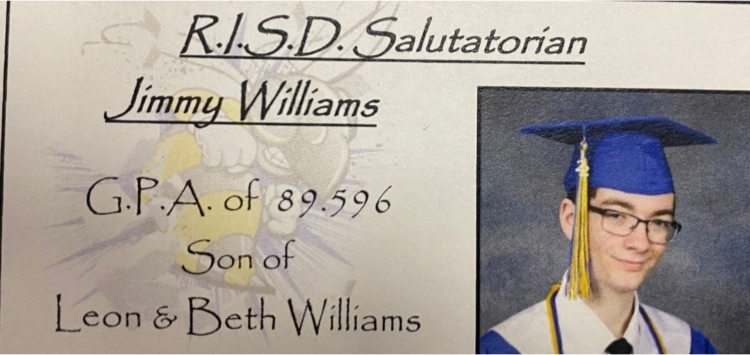 R.I.S.D. Salutatorian
Jimmy Williams
G.P.A. of 89.596
Son of
Leon & Beth Williams